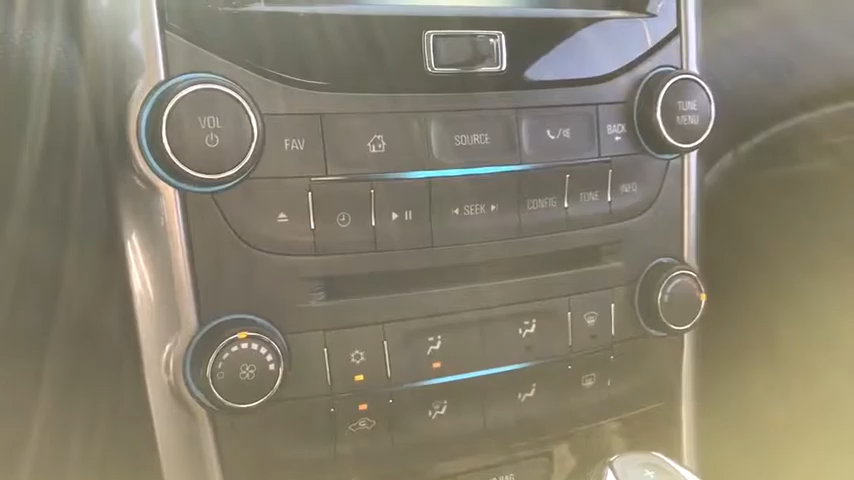 VOL
FAV
SOURCE
BACK
TUNE
MENU
SEEK
CONFIG
TONE
INFO